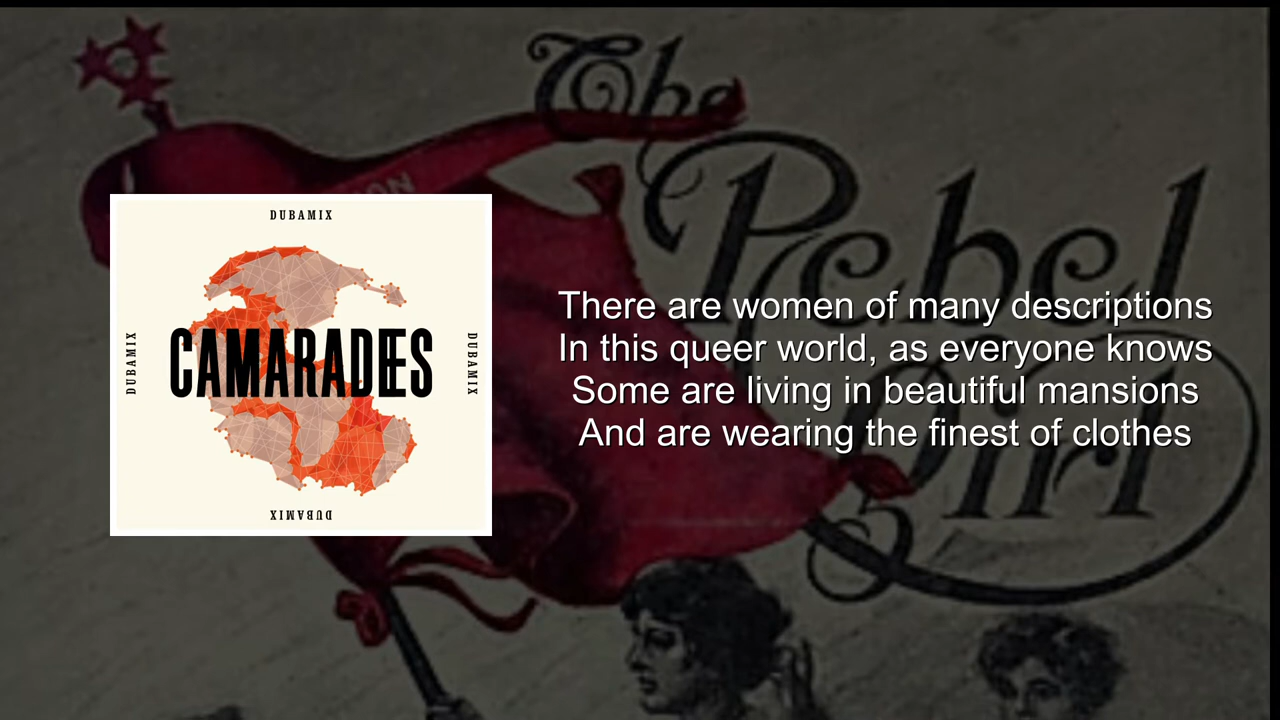 The
Rebel
Girl
ON
DUBAMIX
DUBAMIX
CAMARADES
DUBAMIX
DUBAMIX
There are women of many descriptions
In this queer world, as everyone knows
Some are living in beautiful mansions
And are wearing the finest of clothes